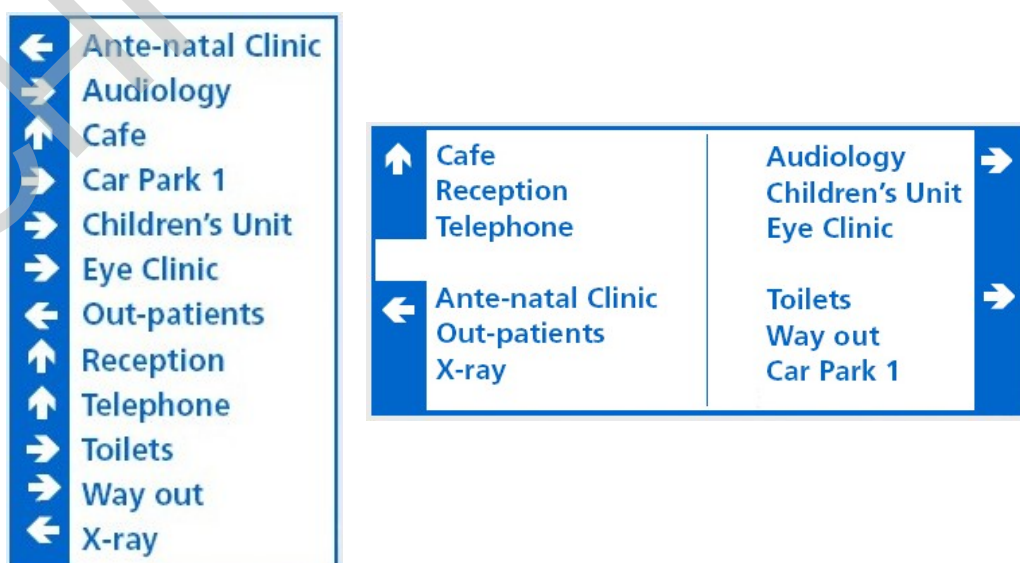 Ante-natal Clinic
Audiology
Cafe
Car Park 1
Children's Unit
Eye Clinic
Out-patients
Reception
Telephone
Toilets
Way out
X-ray
Cafe
Reception
Telephone
Ante-natal Clinic
Out-patients
X-ray
Audiology
Children's Unit
Eye Clinic
Toilets
Way out
Car Park 1